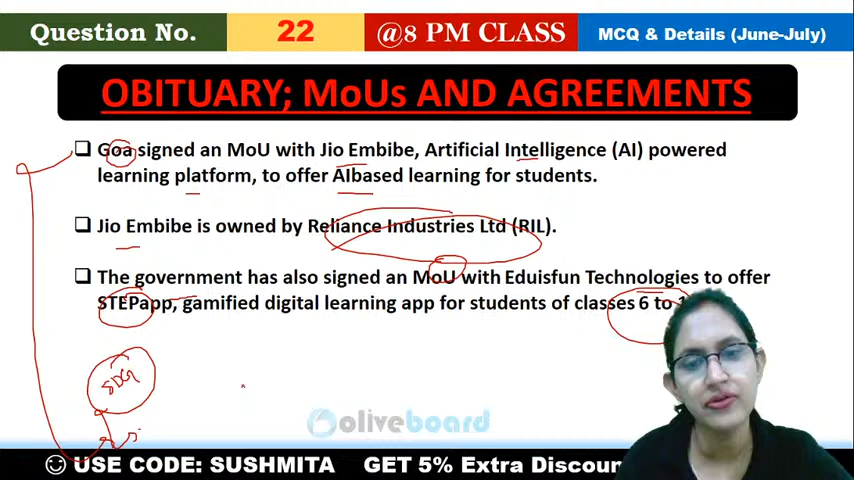 Question No.
22
@8 PM CLASS
MCQ & Details (June-July)
OBITUARY; MoUs AND AGREEMENTS
Goa signed an MoU with Jio Embibe, Artificial Intelligence (AI) powered
learning platform, to offer AIbased learning for students.
Jio Embibe is owned by Reliance Industries Ltd (RIL).
The government has also signed an MoU with Eduisfun Technologies to offer
STEPapp, gamified digital learning app for students of classes 6 to
SDG
oliveboard
USE CODE: SUSHMITA GET 5% Extra